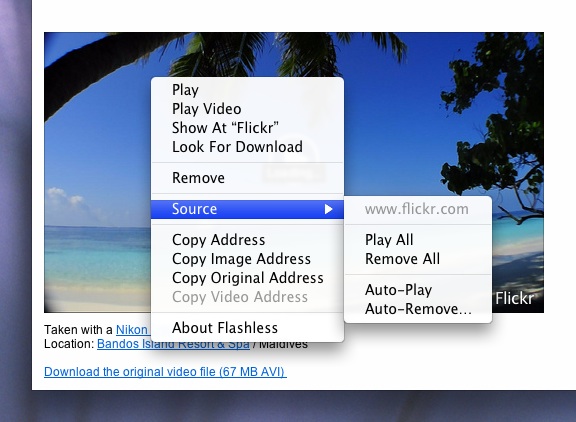 Play
Play Video
Show At “Flickr”
Look For Download
Remove
Source
Copy Address
Copy Image Address
Copy Original Address
Copy Video Address
About Flashless
www.flickr.com
Play All
Remove All
Auto-Play
Auto-Remove...
Flickr
Taken with a Nikon
Location: Bandos Island Resort & Spa / Maldives
Download the original video file (67 MB AVI)